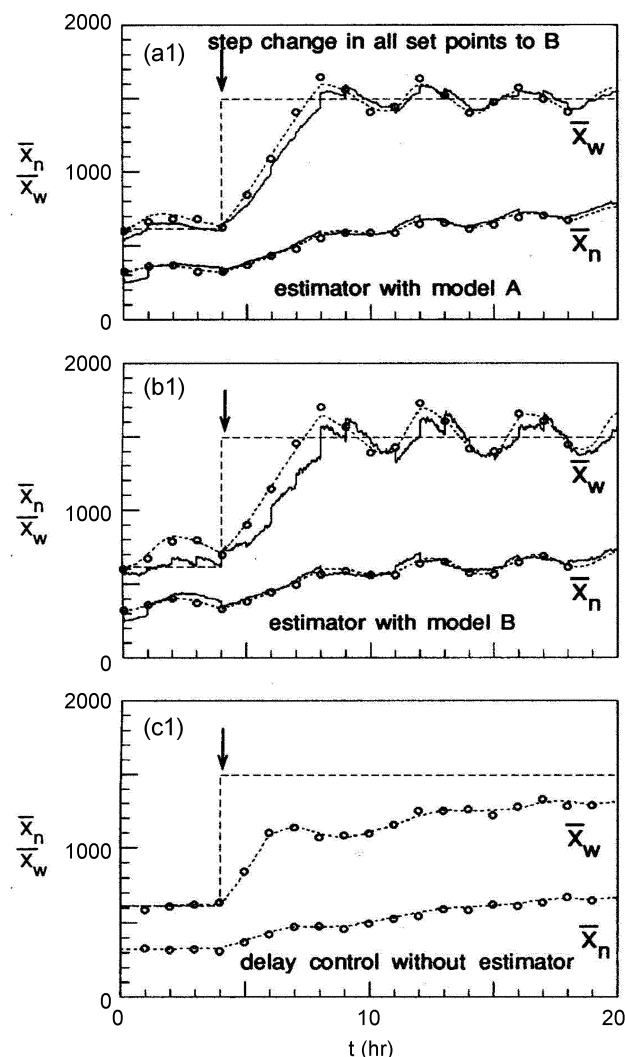 (a1)
step change in all set points to B
2000
1000
0
X̄n
X̄w
X̄w
X̄n
estimator with model A
(b1)
2000
1000
0
X̄n
X̄w
X̄w
X̄n
estimator with model B
(c1)
2000
1000
0
X̄n
X̄w
X̄w
X̄n
delay control without estimator
0
10
20
t (hr)